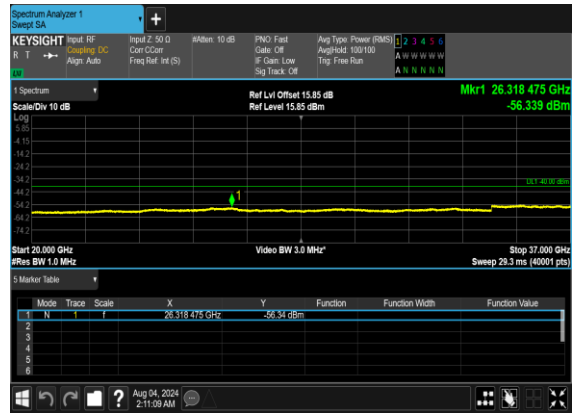 Spectrum Analyzer 1
Swept SA
+
KEYSIGHT
R T
Input: RF
Coupling: DC
Align: Auto
Input Z: 50 Ω
Corr CCorr
Freq Ref: Int (S)
#Atten: 10 dB
PNO: Fast
Gate: Off
IF Gain: Low
Sig Track: Off
Avg Type: Power (RMS)
Avg|Hold: 100/100
Trig: Free Run
1 2 3 4 5 6
A W W W W W
A N N N N N
1 Spectrum
Scale/Div 10 dB
Ref Lvl Offset 15.85 dB
Ref Level 15.85 dBm
Mkr1 26.318 475 GHz
-56.339 dBm
Log
5.85
-4.15
-14.2
-24.2
-34.2
-44.2
-54.2
-64.2
-74.2
DL1 -40.00 dBm
1
Start 20.000 GHz
#Res BW 1.0 MHz
Video BW 3.0 MHz*
Stop 37.000 GHz
Sweep 29.3 ms (40001 pts)
5 Marker Table
Mode Trace Scale X Y Function Function Width Function Value
1 N 1 f 26.318 475 GHz -56.34 dBm
2
3
4
5
6
?
Aug 04, 2024
2:11:09 AM